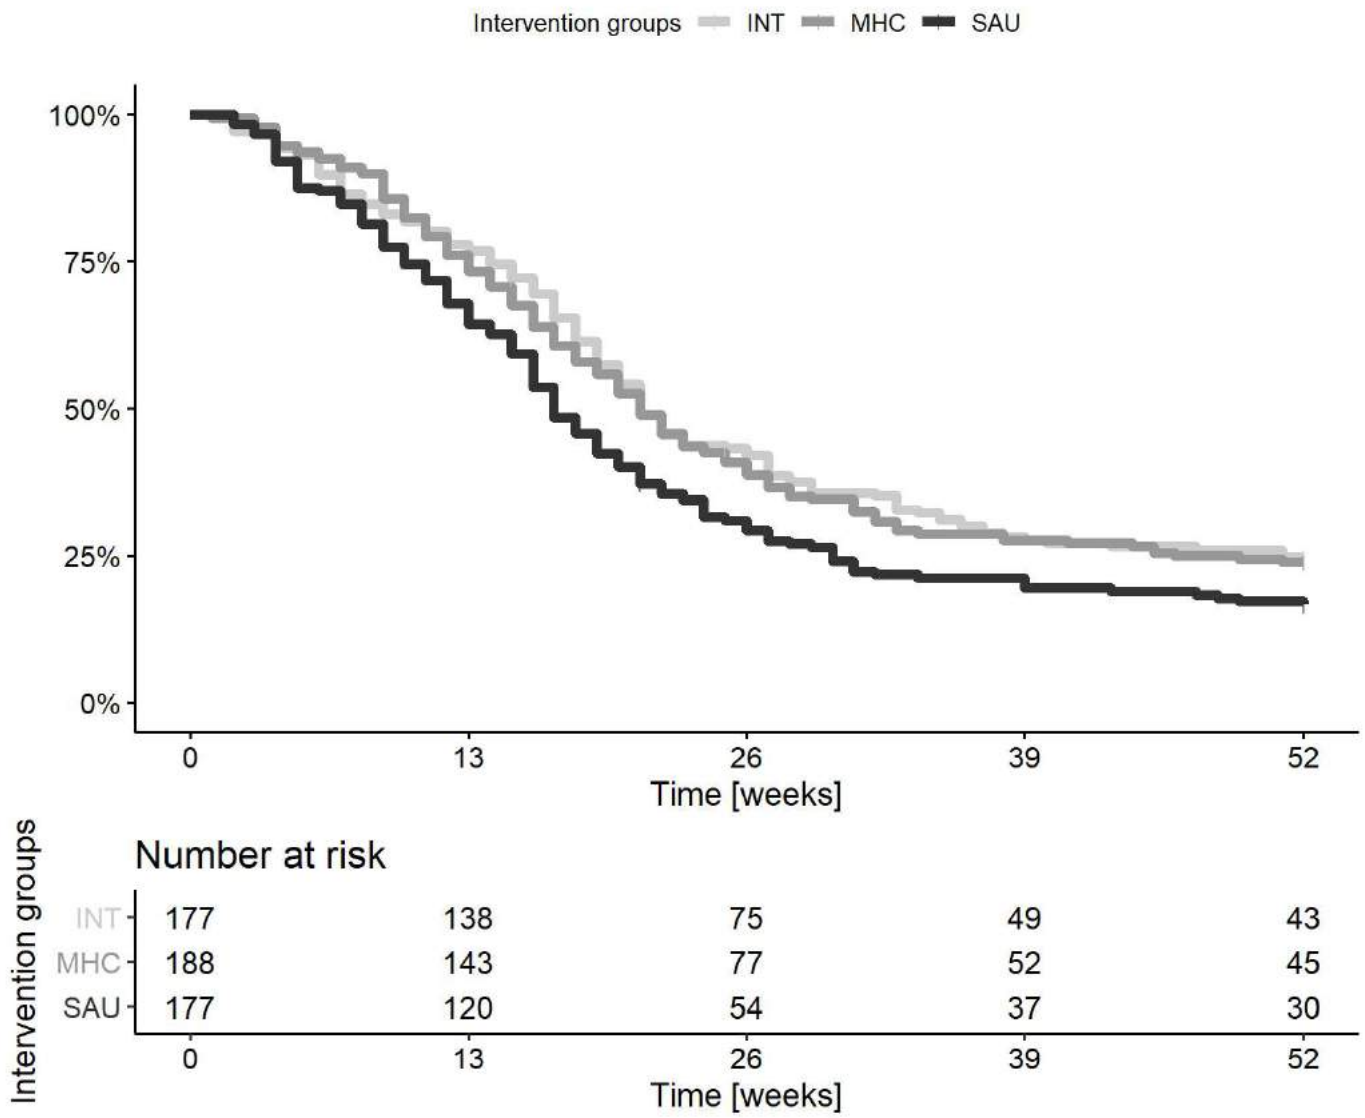 Intervention groups INT MHC SAU
100%
75%
50%
25%
0%
0 13 26 39 52
Time [weeks]
Number at risk
Intervention groups
INT 177 138 75 49 43
MHC 188 143 77 52 45
SAU 177 120 54 37 30
0 13 26 39 52
Time [weeks]